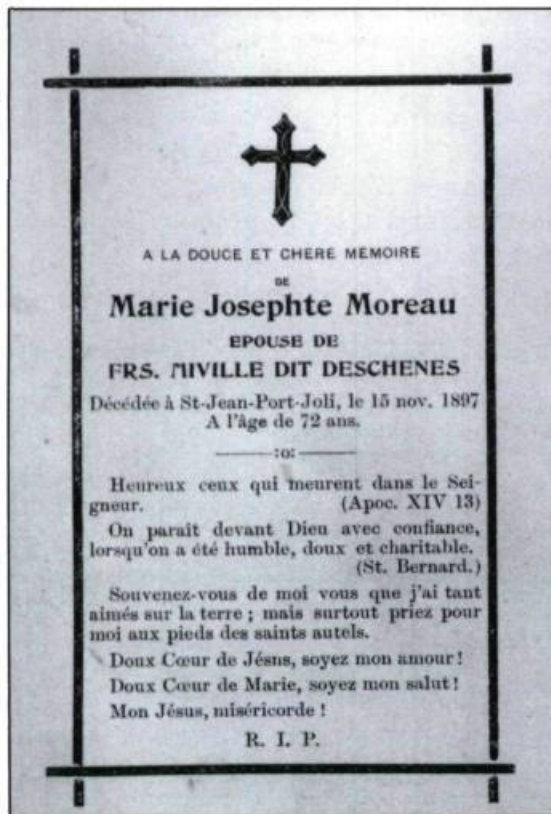 A LA DOUCE ET CHERE MEMOIRE
DE
Marie Josephte Moreau
EPOUSE DE
FRS. MIVILLE DIT DESCHENES
Décédée à St-Jean-Port-Joli, le 15 nov. 1897
A l'âge de 72 ans.
:o:
Heureux ceux qui meurent dans le Sei-
gneur. (Apoc. XIV 13)
On paraît devant Dieu avec confiance,
lorsqu'on a été humble, doux et charitable.
(St. Bernard.)
Souvenez-vous de moi vous que j'ai tant
aimés sur la terre ; mais surtout priez pour
moi aux pieds des saints autels.
Doux Cœur de Jésns, soyez mon amour !
Doux Cœur de Marie, soyez mon salut !
Mon Jésus, miséricorde !
R. I. P.